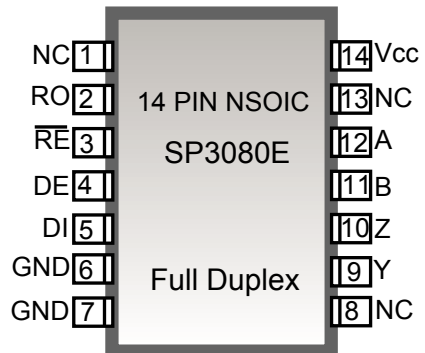 NC 1
RO 2
R̅E̅ 3
DE 4
DI 5
GND 6
GND 7
14 PIN NSOIC
SP3080E
Full Duplex
14 Vcc
13 NC
12 A
11 B
10 Z
9 Y
8 NC